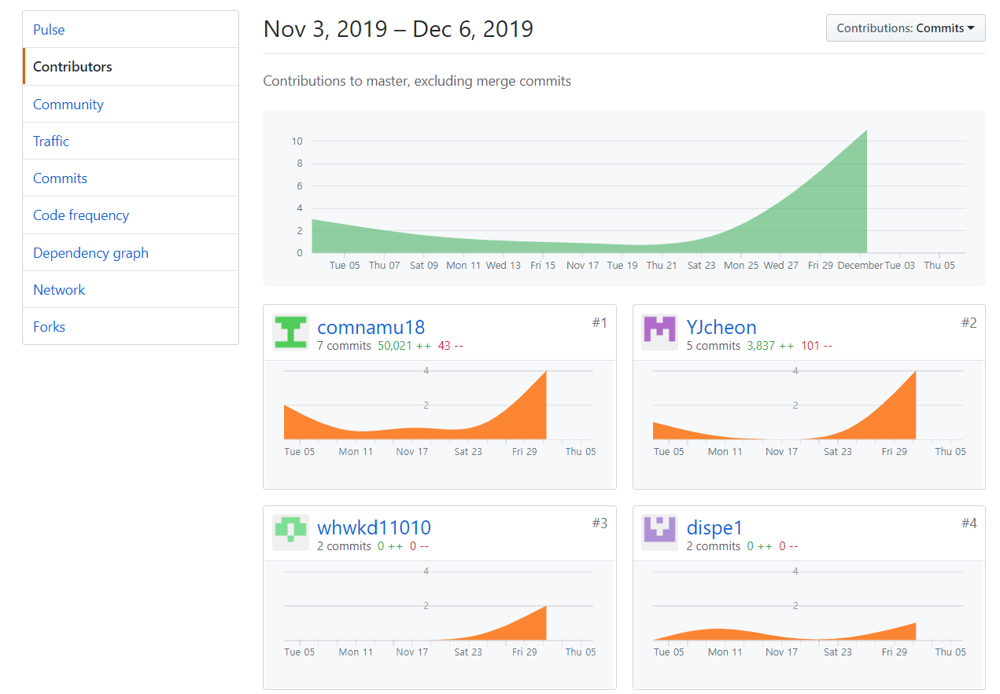 Pulse
Contributors
Community
Traffic
Commits
Code frequency
Dependency graph
Network
Forks
Nov 3, 2019 – Dec 6, 2019
Contributions: Commits
Contributions to master, excluding merge commits
10
8
6
4
2
0
Tue 05 Thu 07 Sat 09 Mon 11 Wed 13 Fri 15 Nov 17 Tue 19 Thu 21 Sat 23 Mon 25 Wed 27 Fri 29 December Tue 03 Thu 05
comnamu18 #1
7 commits 50,021 ++ 43 --
4
2
Tue 05 Mon 11 Nov 17 Sat 23 Fri 29 Thu 05
YJcheon #2
5 commits 3,837 ++ 101 --
4
2
Tue 05 Mon 11 Nov 17 Sat 23 Fri 29 Thu 05
whwkd11010 #3
2 commits 0 ++ 0 --
4
2
Tue 05 Mon 11 Nov 17 Sat 23 Fri 29 Thu 05
dispe1 #4
2 commits 0 ++ 0 --
4
2
Tue 05 Mon 11 Nov 17 Sat 23 Fri 29 Thu 05